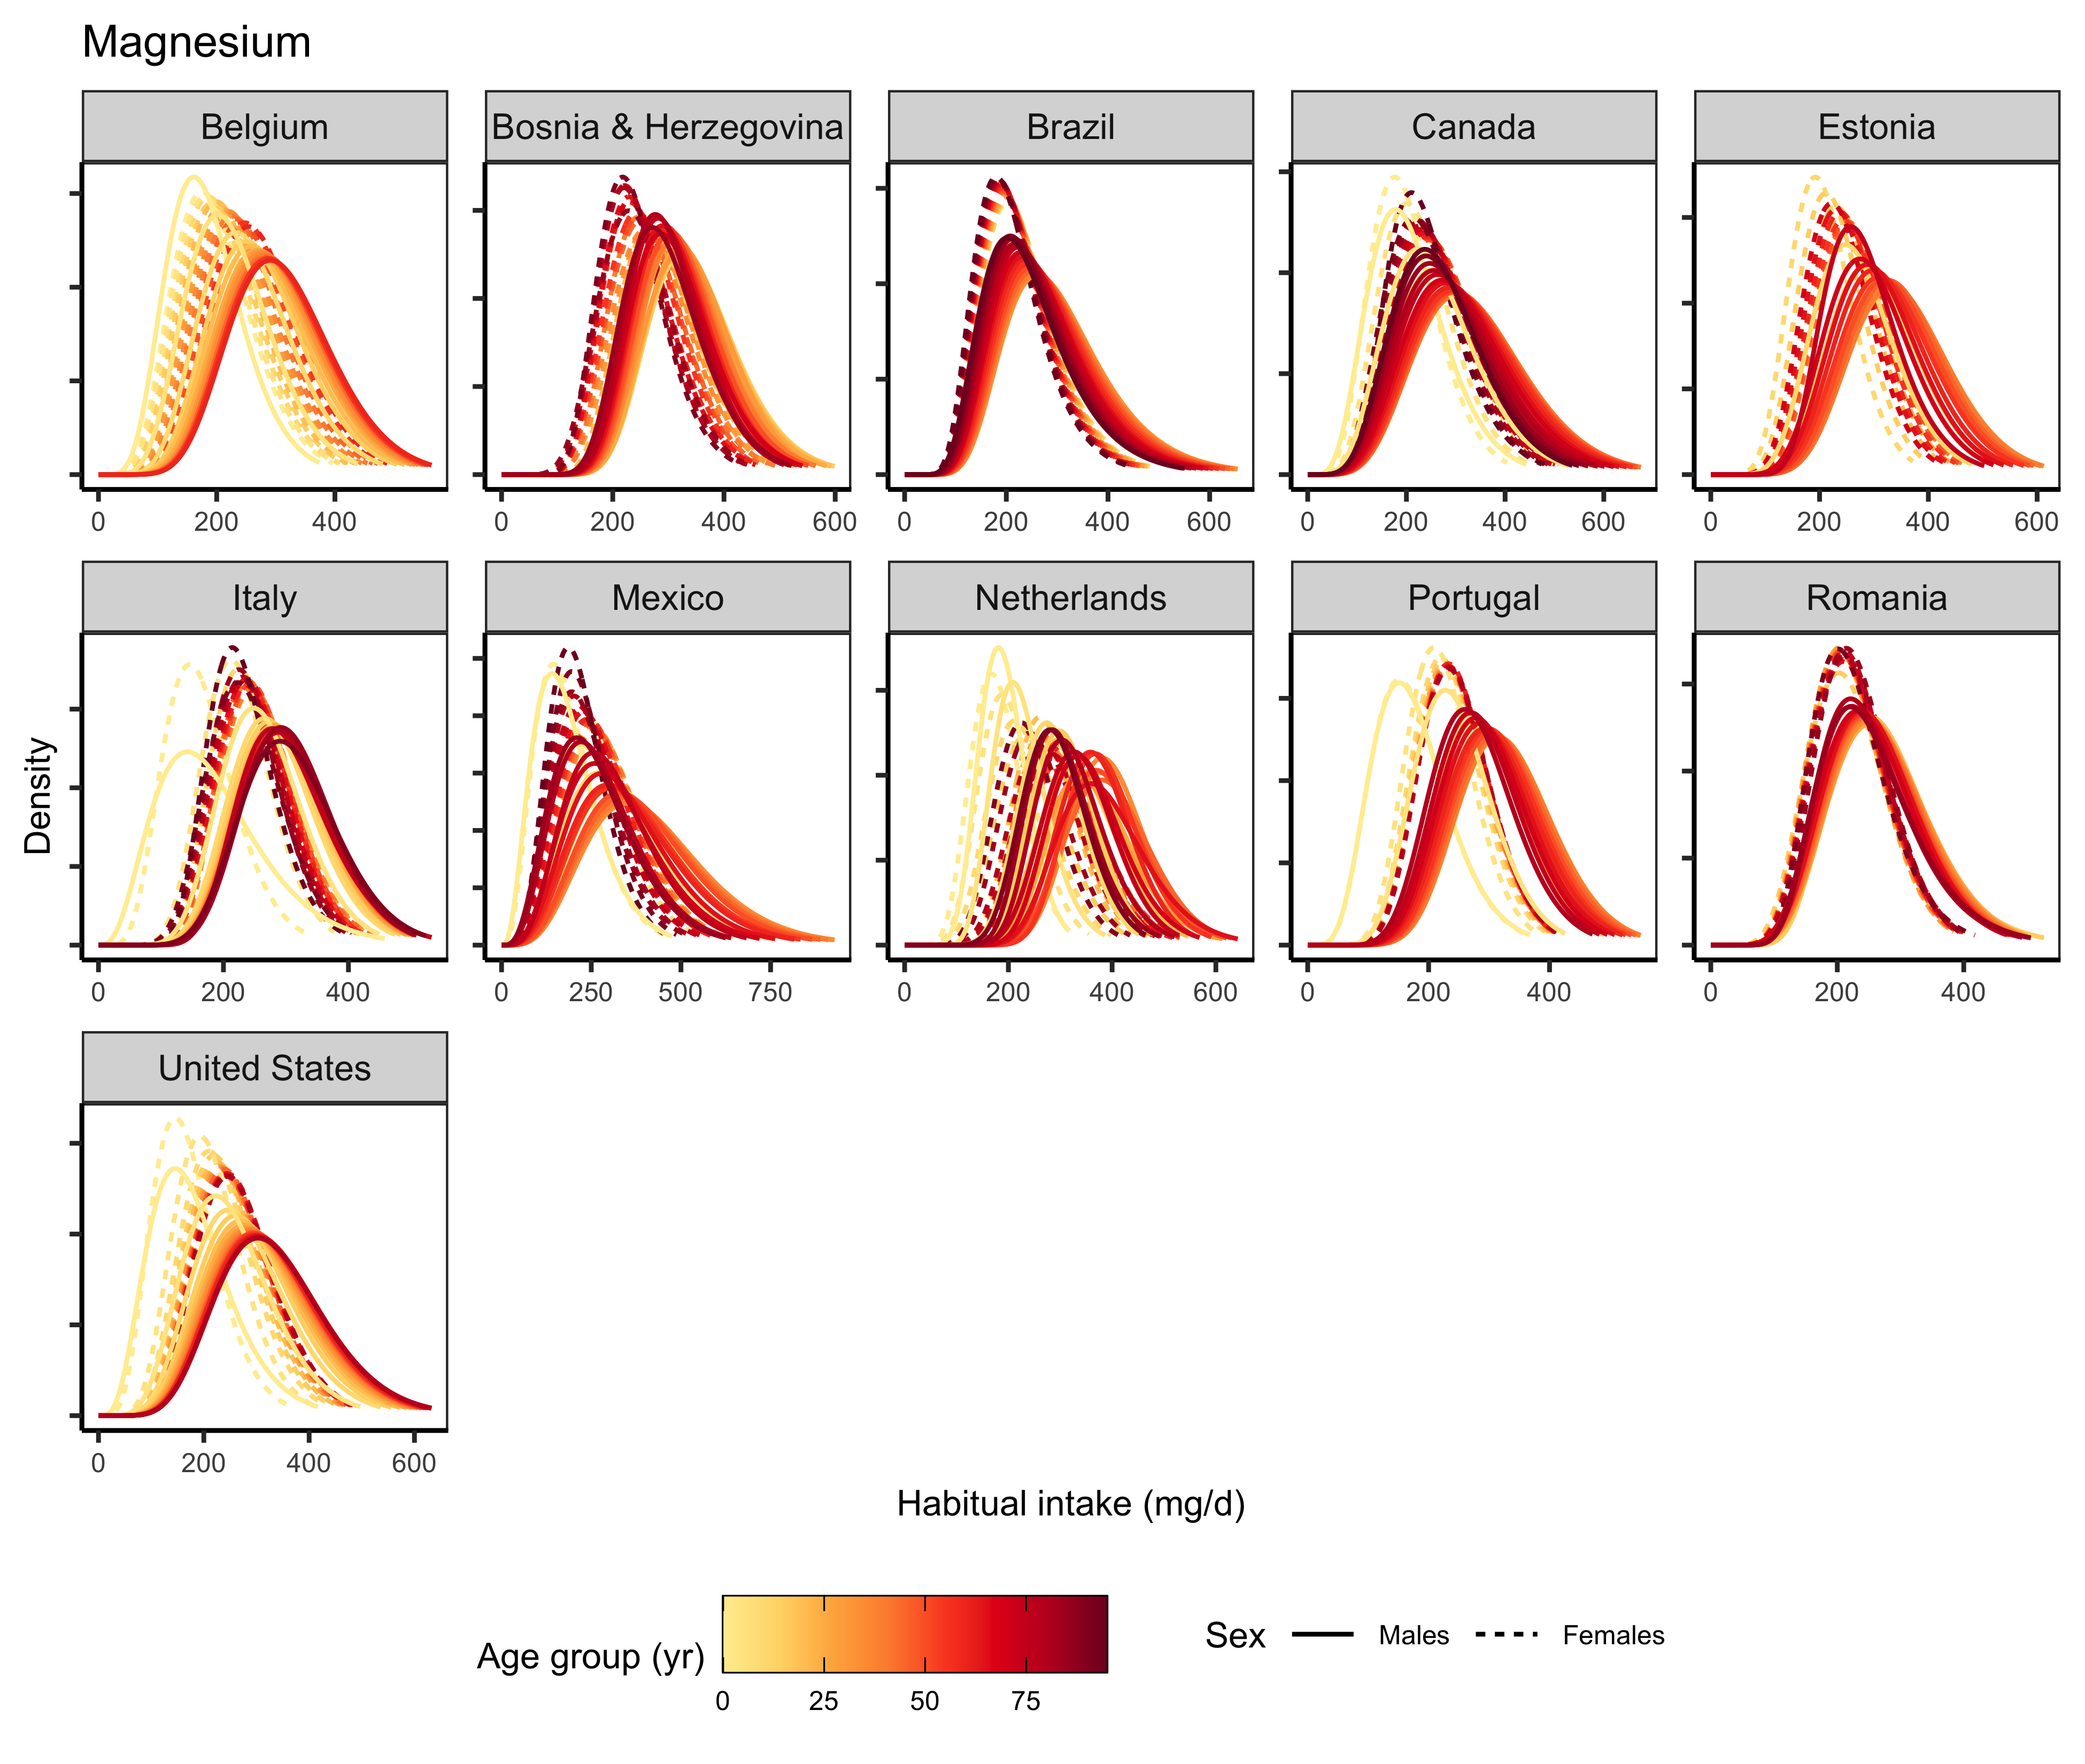 Magnesium
Belgium
Bosnia & Herzegovina
Brazil
Canada
Estonia
0 200 400
0 200 400 600
0 200 400 600
0 200 400 600
0 200 400 600
Italy
Mexico
Netherlands
Portugal
Romania
Density
0 200 400
0 250 500 750
0 200 400 600
0 200 400
0 200 400
United States
0 200 400 600
Habitual intake (mg/d)
Age group (yr)
0 25 50 75
Sex
Males
Females